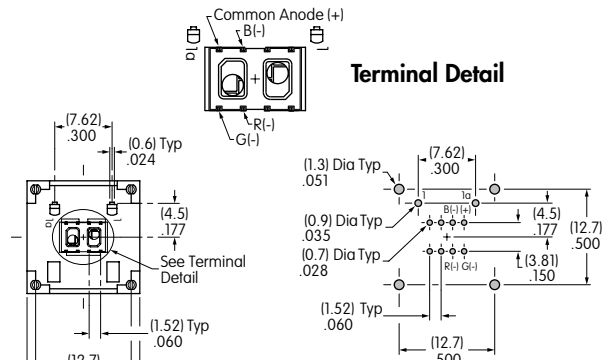 Common Anode (+)
B(-)
1a
1
Terminal Detail
R(-)
G(-)
(7.62)
.300
(0.6) Typ
.024
1a
1
(4.5)
.177
See Terminal
Detail
(1.52) Typ
.060
(12.7)
(7.62)
.300
(1.3) Dia Typ
.051
1
1a
B(-) (+)
(0.9) Dia Typ
.035
(4.5)
.177
(12.7)
.500
(0.7) Dia Typ
.028
R(-) G(-)
(3.81)
.150
(1.52) Typ
.060
(12.7)
.500